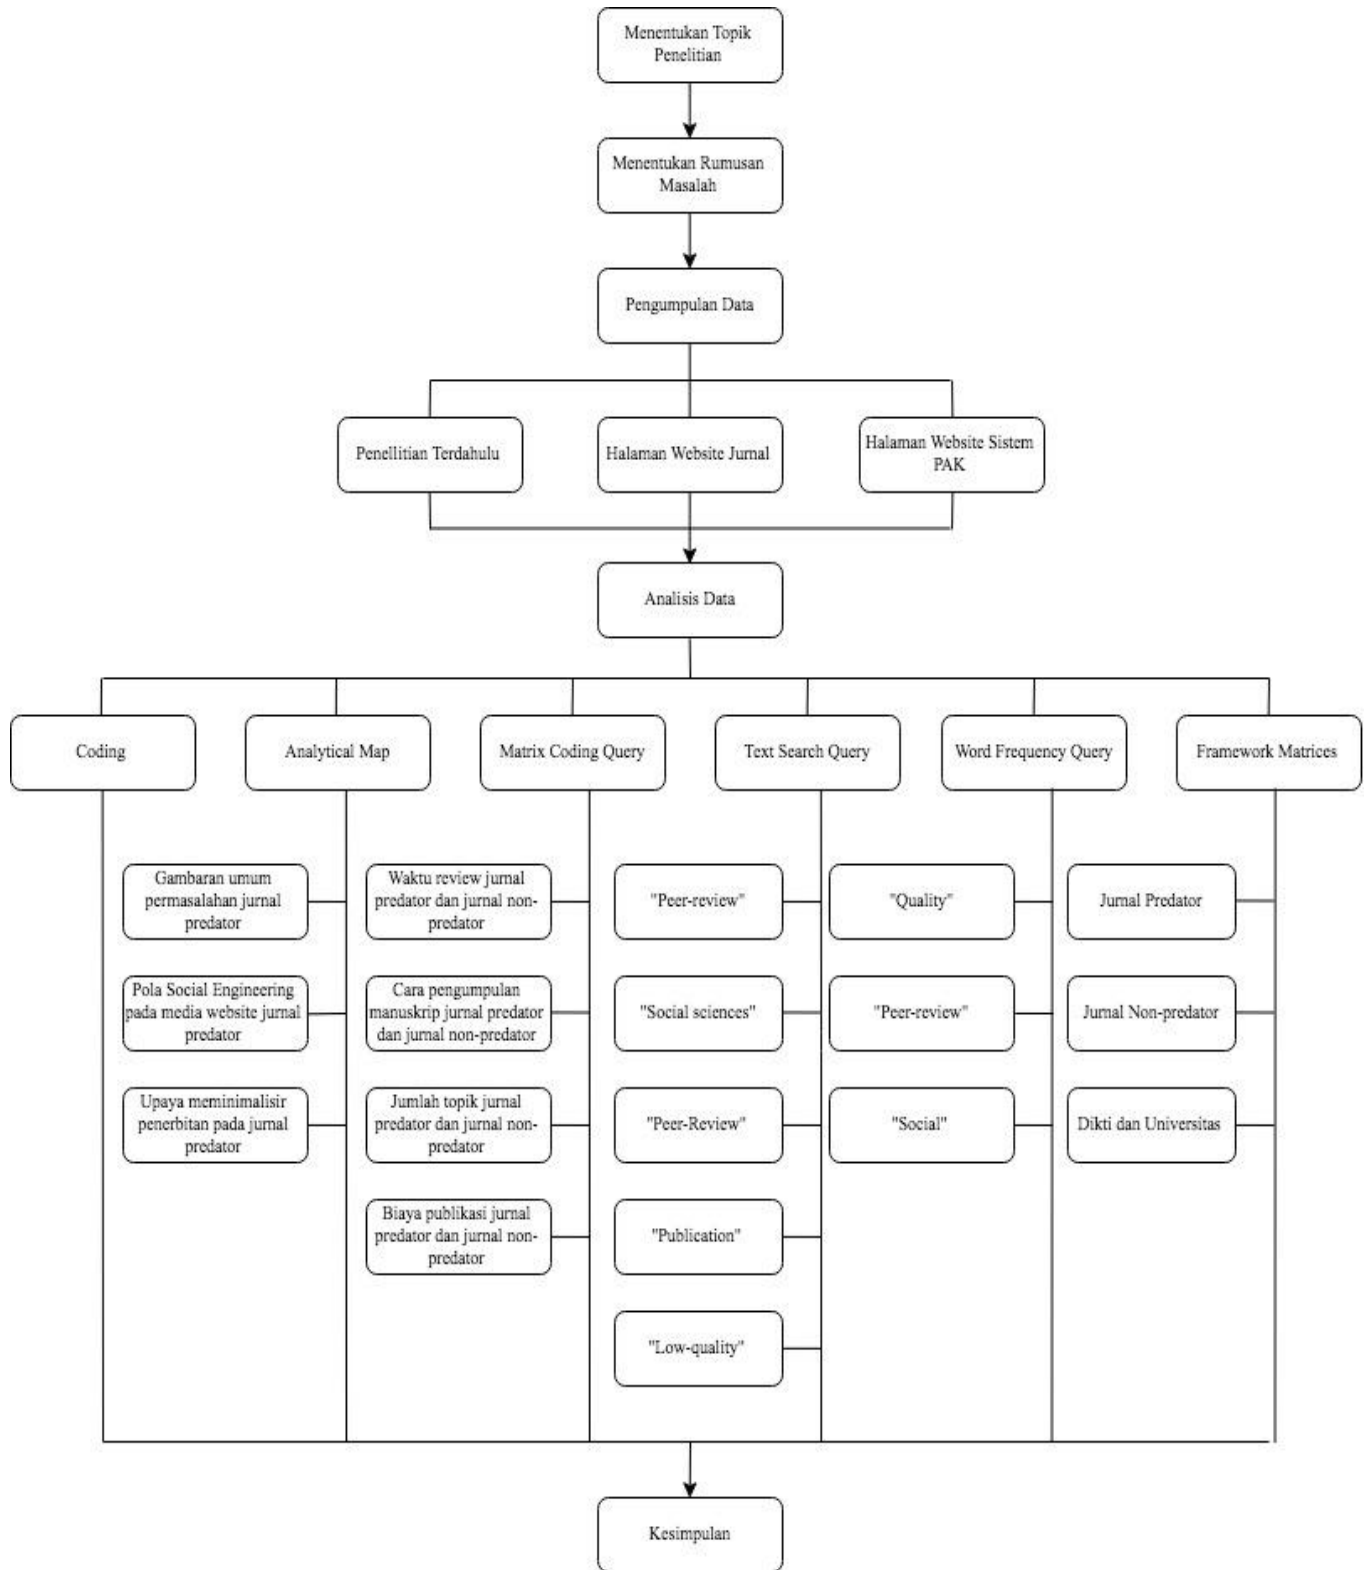 Menentukan Topik
Penelitian
Menentukan Rumusan
Masalah
Pengumpulan Data
Penellitian Terdahulu
Halaman Website Jurnal
Halaman Website Sistem
PAK
Analisis Data
Coding
Analytical Map
Matrix Coding Query
Text Search Query
Word Frequency Query
Framework Matrices
Gambaran umum
permasalahan jurnal
predator
Pola Social Engineering
pada media website jurnal
predator
Upaya meminimalisir
penerbitan pada jurnal
predator
Waktu review jurnal
predator dan jurnal non-
predator
Cara pengumpulan
manuskrip jurnal predator
dan jurnal non-predator
Jumlah topik jurnal
predator dan jurnal non-
predator
Biaya publikasi jurnal
predator dan jurnal non-
predator
"Peer-review"
"Social sciences"
"Peer-Review"
"Publication"
"Low-quality"
"Quality"
"Peer-review"
"Social"
Jurnal Predator
Jurnal Non-predator
Dikti dan Universitas
Kesimpulan